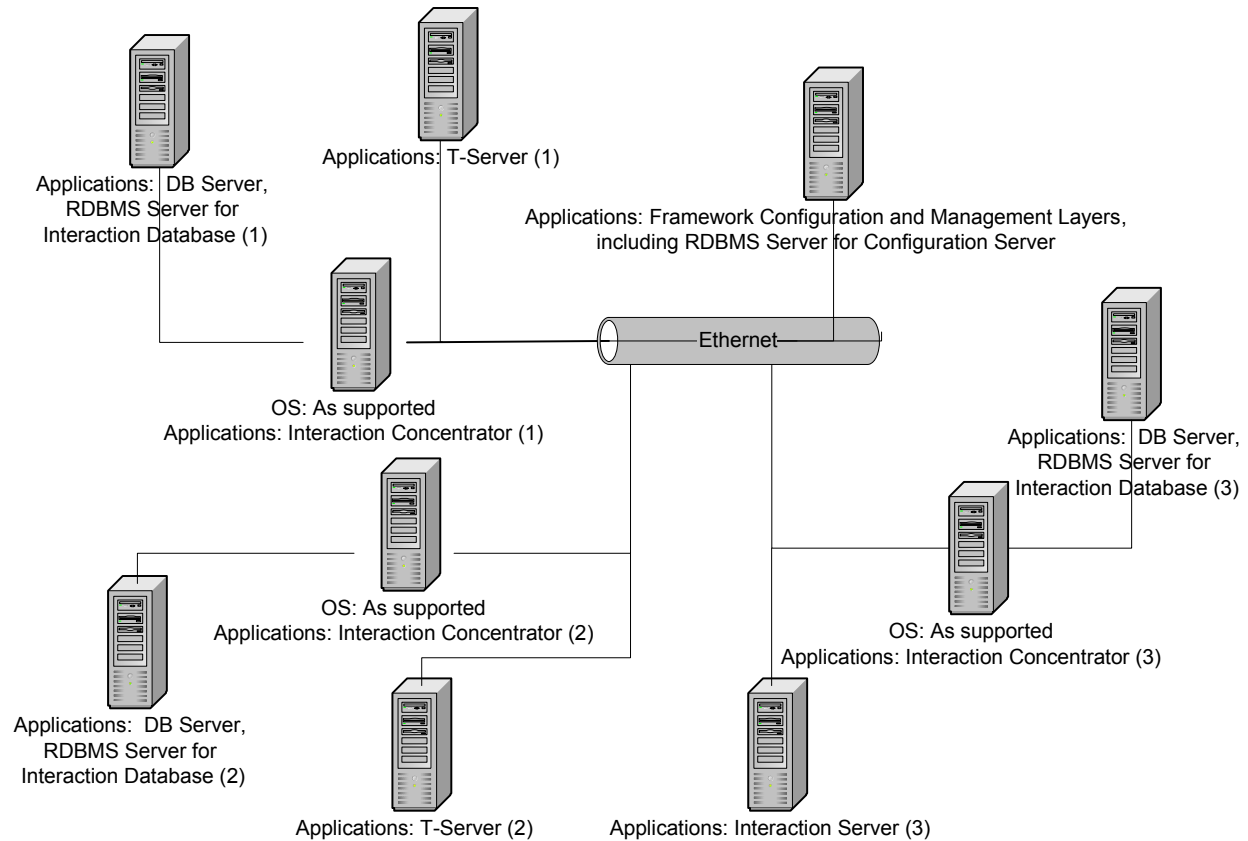 Applications: T-Server (1)
Applications: DB Server,
RDBMS Server for
Interaction Database (1)
Applications: Framework Configuration and Management Layers,
including RDBMS Server for Configuration Server
Ethernet
OS: As supported
Applications: Interaction Concentrator (1)
Applications: DB Server,
RDBMS Server for
Interaction Database (3)
OS: As supported
Applications: Interaction Concentrator (2)
OS: As supported
Applications: Interaction Concentrator (3)
Applications: DB Server,
RDBMS Server for
Interaction Database (2)
Applications: T-Server (2)
Applications: Interaction Server (3)